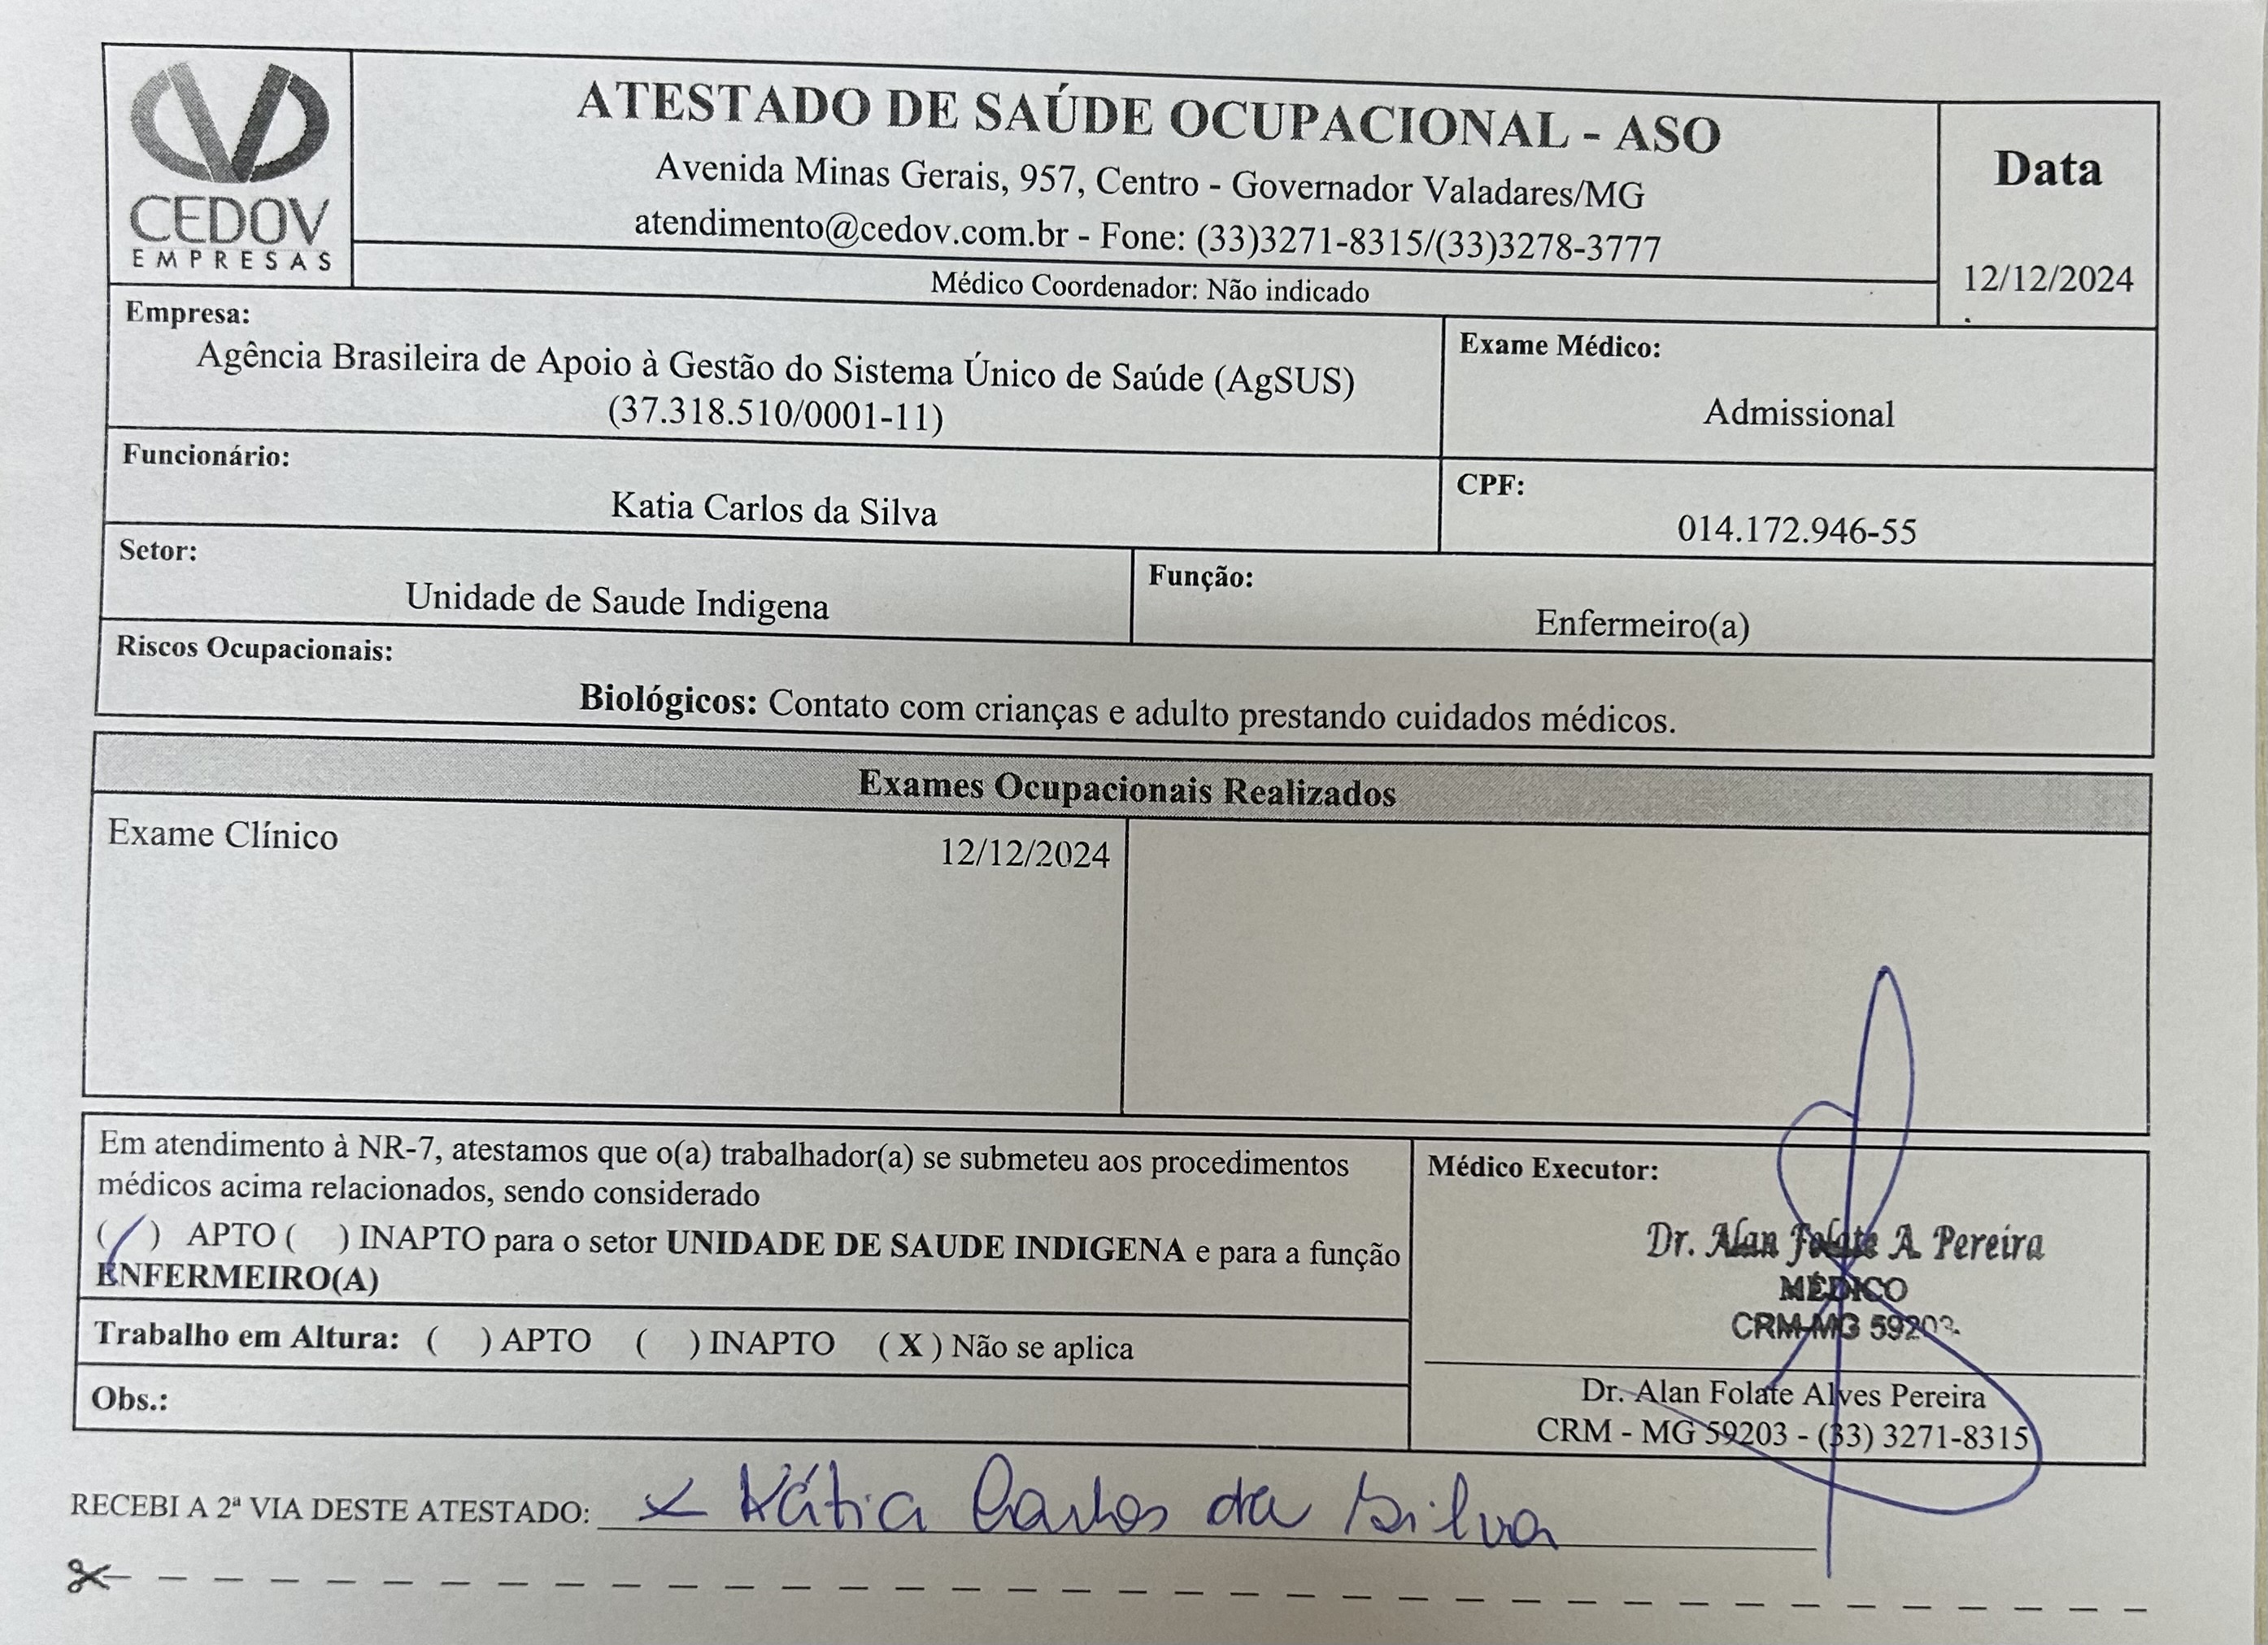 CEDOV
EMPRESAS
ATESTADO DE SAÚDE OCUPACIONAL - ASO
Avenida Minas Gerais, 957, Centro - Governador Valadares/MG
atendimento@cedov.com.br - Fone: (33)3271-8315/(33)3278-3777
Médico Coordenador: Não indicado
Data
12/12/2024
Empresa:
Agência Brasileira de Apoio à Gestão do Sistema Único de Saúde (AgSUS)
(37.318.510/0001-11)
Exame Médico:
Admissional
Funcionário:
Katia Carlos da Silva
CPF:
014.172.946-55
Setor:
Unidade de Saude Indigena
Função:
Enfermeiro(a)
Riscos Ocupacionais:
Biológicos: Contato com crianças e adulto prestando cuidados médicos.
Exames Ocupacionais Realizados
Exame Clínico 12/12/2024
Em atendimento à NR-7, atestamos que o(a) trabalhador(a) se submeteu aos procedimentos
médicos acima relacionados, sendo considerado
(/) APTO ( ) INAPTO para o setor UNIDADE DE SAUDE INDIGENA e para a função
ENFERMEIRO(A)
Trabalho em Altura: ( ) APTO ( ) INAPTO (X) Não se aplica
Obs.:
Médico Executor:
Dr. Alan Folate A. Pereira
MÉDICO
CRM-MG 59203
Dr. Alan Folate Alves Pereira
CRM - MG 59203 - (33) 3271-8315
RECEBI A 2ª VIA DESTE ATESTADO: x Kátia Carlos da Silva